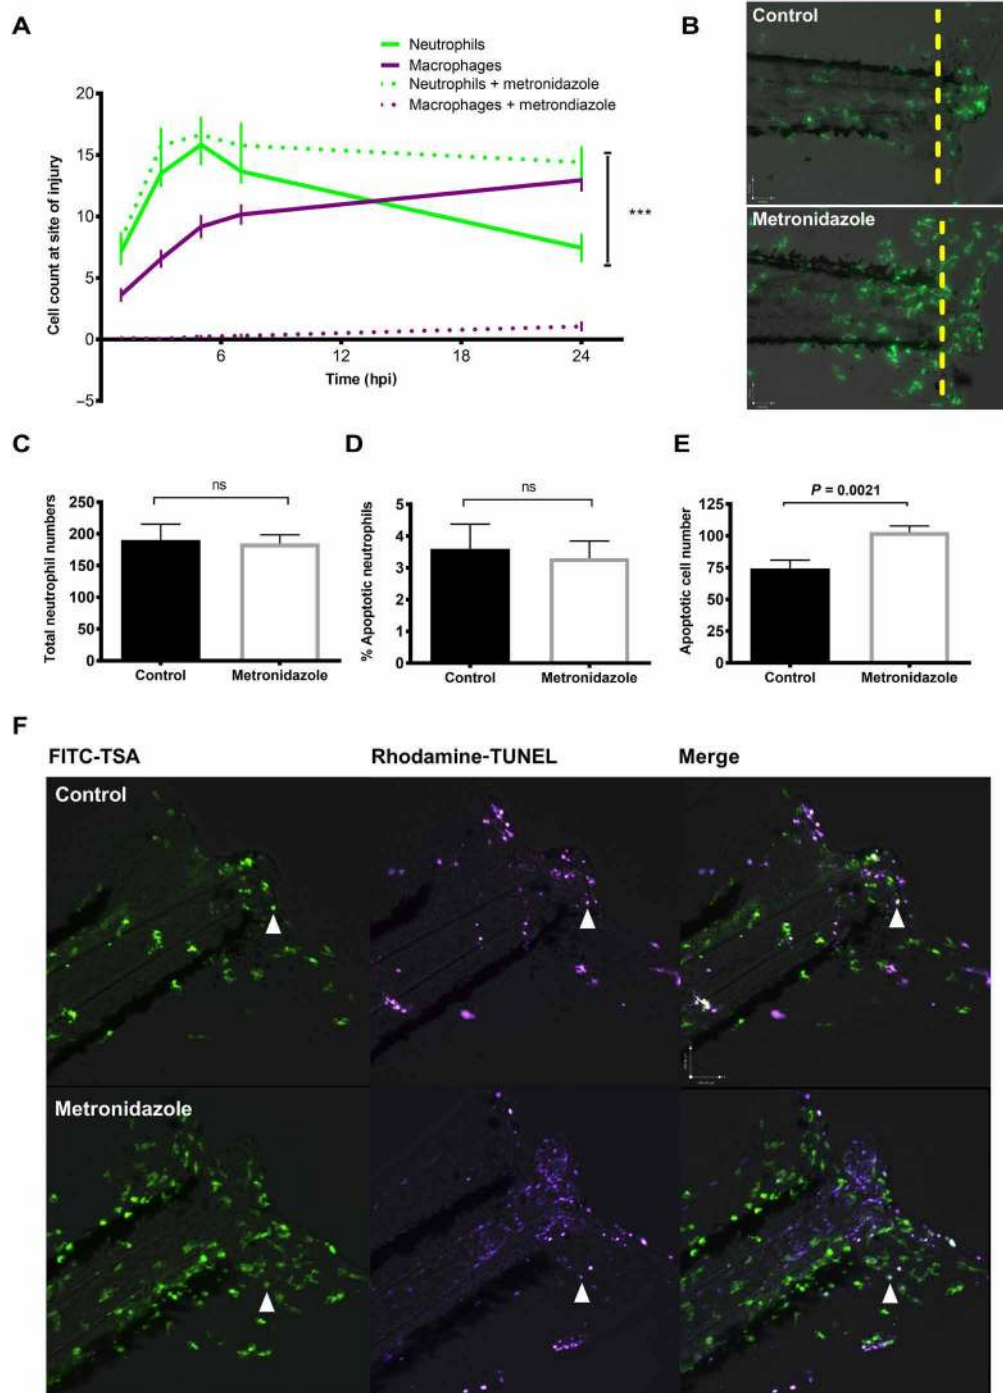 A
Neutrophils
Macrophages
Neutrophils + metronidazole
Macrophages + metrondiazole
20
15
10
5
0
–5
6
12
18
24
Cell count at site of injury
Time (hpi)
***
B
Control
Metronidazole
C
ns
Total neutrophil numbers
250
200
150
100
50
0
Control
Metronidazole
D
ns
% Apoptotic neutrophils
5
4
3
2
1
0
Control
Metronidazole
E
P = 0.0021
Apoptotic cell number
125
100
75
50
25
0
Control
Metronidazole
F
FITC-TSA
Rhodamine-TUNEL
Merge
Control
Metronidazole